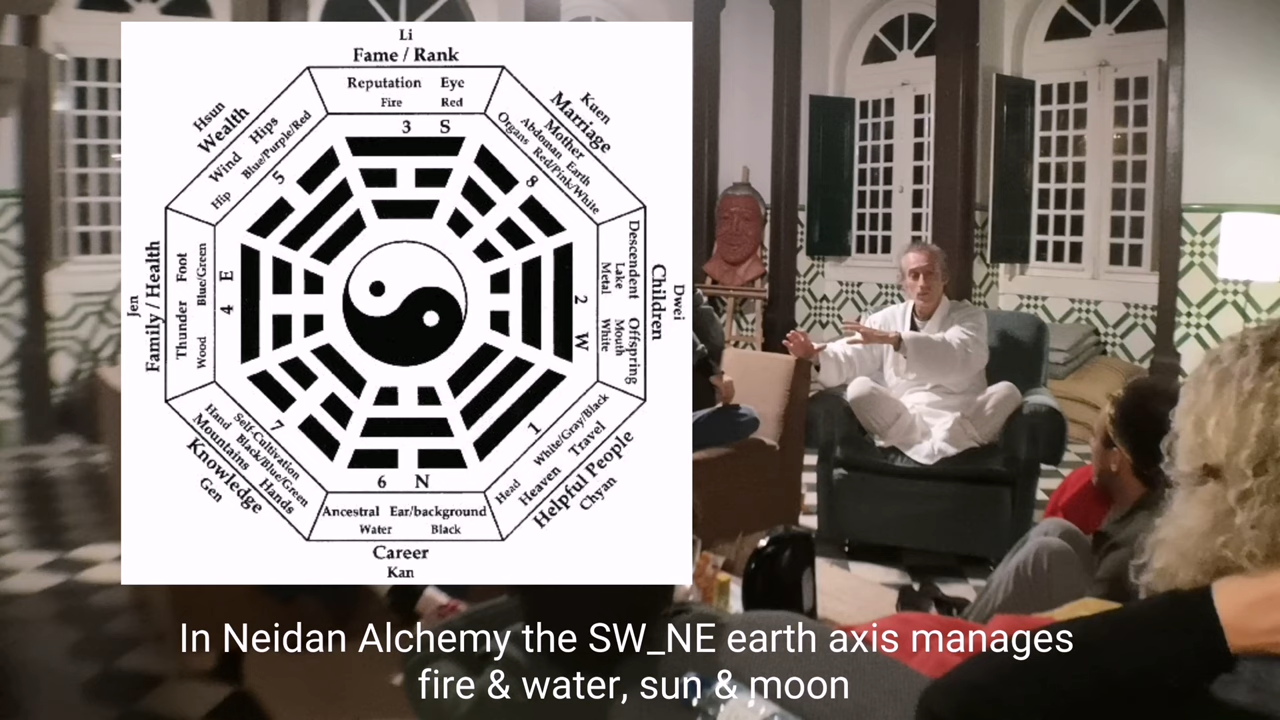 Li
Fame / Rank
Reputation Eye
Fire Red
3 S
Kuen
Marriage
Mother
Abdoman Earth
Organs Red/Pink/White
8
Dwei
Children
Descendent Offspring
Lake Mouth
Metal White
2 W
1
White/Gray/Black
Head Heaven Travel
Helpful People
Chyan
6 N
Ancestral Ear/background
Water Black
Career
Kan
7
Self-Cultivation
Hand Black/Blue/Green
Mountains Hands
Knowledge
Gen
4 E
Blue/Green
Wood
Thunder Foot
Family / Health
Jen
5
Blue/Purple/Red
Hip
Wind Hips
Wealth
Hsun
In Neidan Alchemy the SW_NE earth axis manages
fire & water, sun & moon